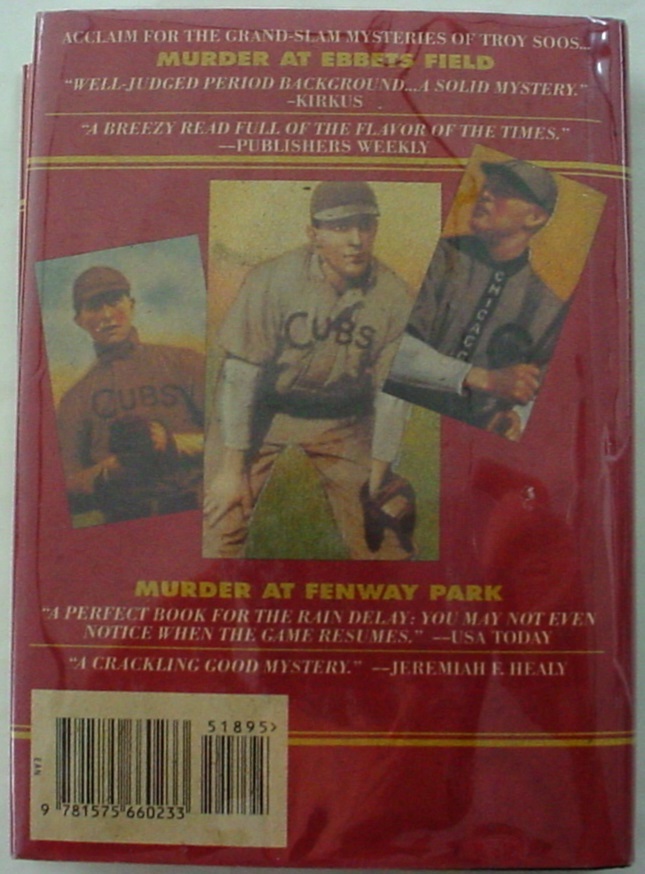 ACCLAIM FOR THE GRAND-SLAM MYSTERIES OF TROY SOOS...
MURDER AT EBBETS FIELD
"WELL-JUDGED PERIOD BACKGROUND...A SOLID MYSTERY."
-KIRKUS
"A BREEZY READ FULL OF THE FLAVOR OF THE TIMES."
—PUBLISHERS WEEKLY
CUBS
CUBS
CHICAGO
MURDER AT FENWAY PARK
"A PERFECT BOOK FOR THE RAIN DELAY: YOU MAY NOT EVEN
NOTICE WHEN THE GAME RESUMES." —USA TODAY
"A CRACKLING GOOD MYSTERY." —JEREMIAH F. HEALY
51895>
EAN
9 781575 660233